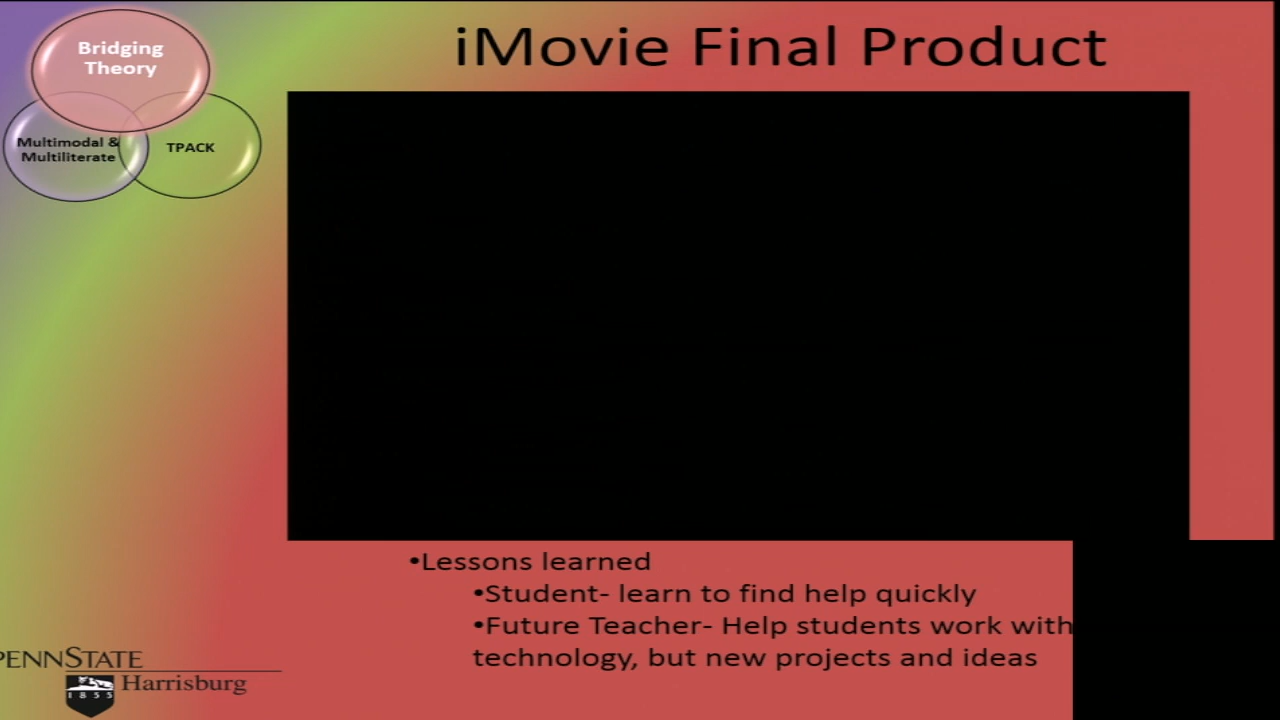 Bridging
Theory
Multimodal &
Multiliterate
TPACK
iMovie Final Product
•Lessons learned
•Student- learn to find help quickly
•Future Teacher- Help students work with
technology, but new projects and ideas
PENNSTATE
Harrisburg
1855